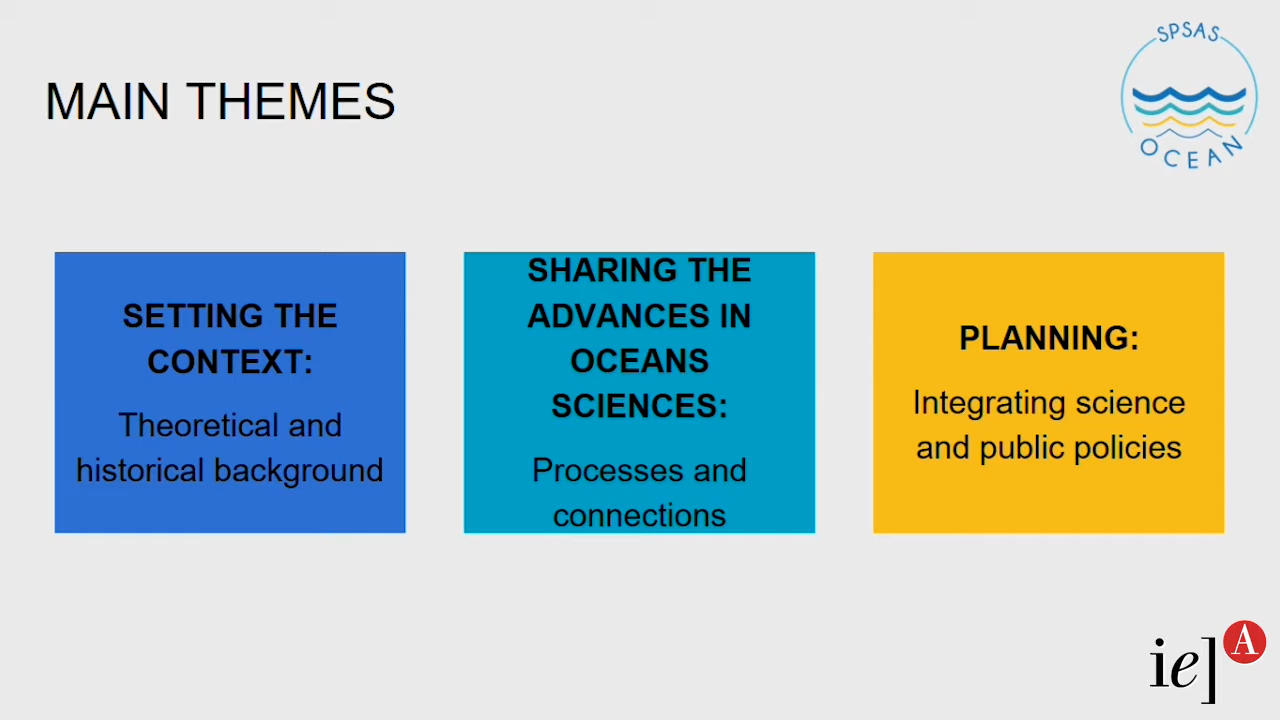 SPSAS
OCEAN
MAIN THEMES
SETTING THE
CONTEXT:
Theoretical and
historical background
SHARING THE
ADVANCES IN
OCEANS
SCIENCES:
Processes and
connections
PLANNING:
Integrating science
and public policies
ie]A